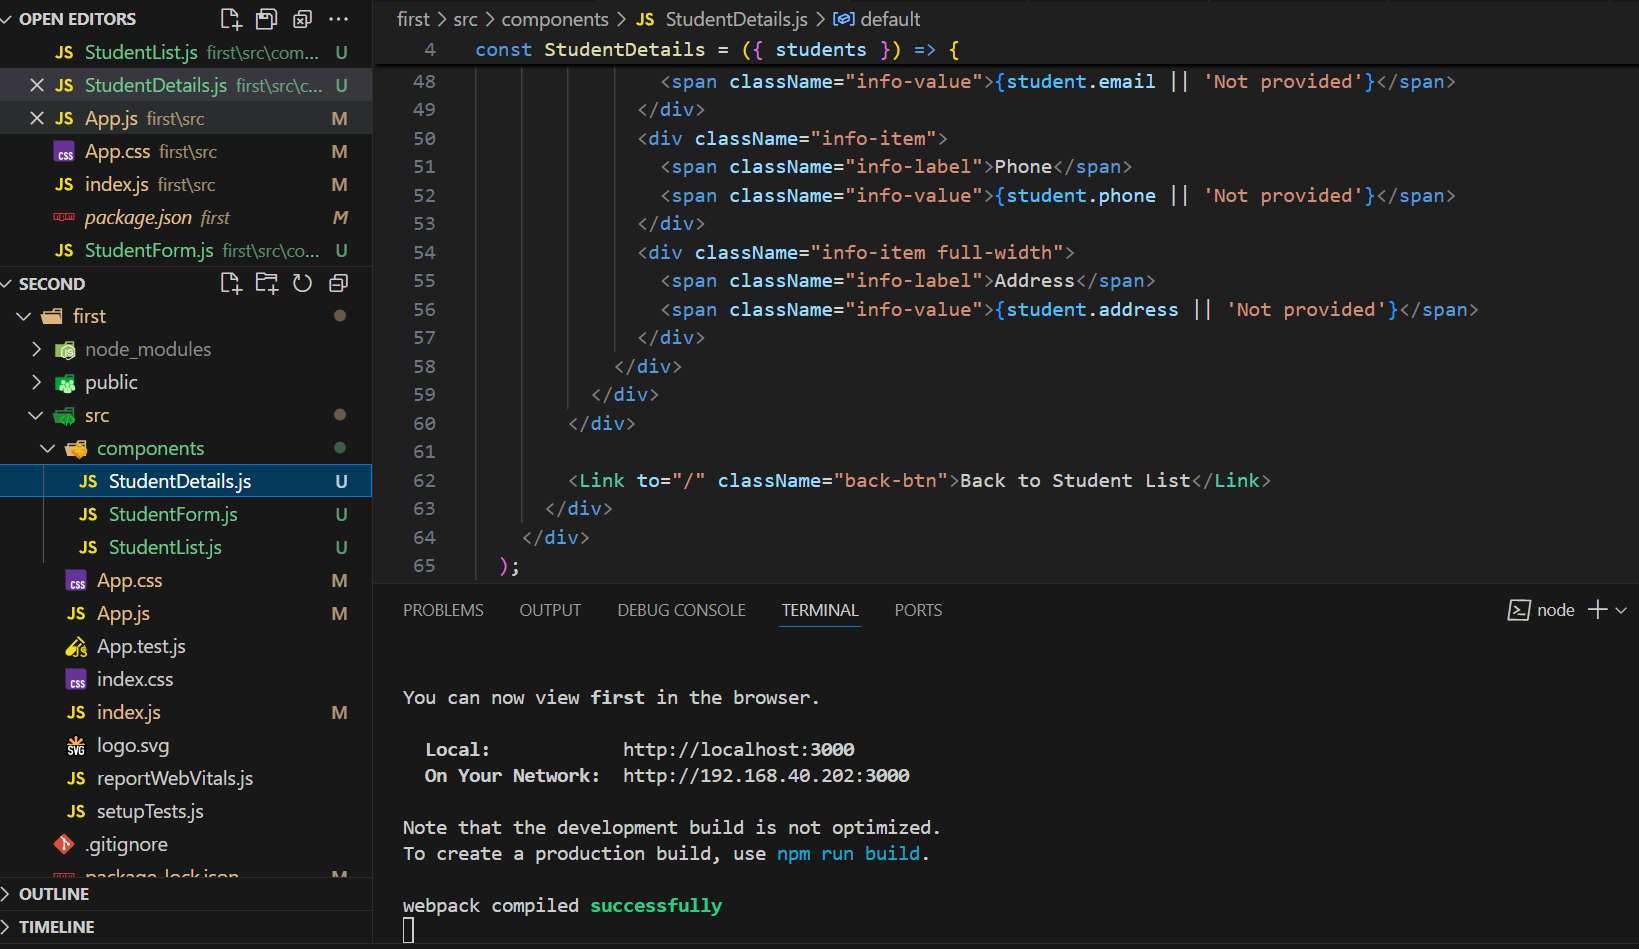 OPEN EDITORS
JS StudentList.js first\src\com... U
JS StudentDetails.js first\src\c... U
JS App.js first\src M
css App.css first\src M
JS index.js first\src M
package.json first M
JS StudentForm.js first\src\co... U
SECOND
first
node_modules
public
src
components
JS StudentDetails.js U
JS StudentForm.js U
JS StudentList.js U
css App.css M
JS App.js M
App.test.js
css index.css
JS index.js M
SVG logo.svg
JS reportWebVitals.js
JS setupTests.js
.gitignore
package-lock.json M
OUTLINE
TIMELINE
first > src > components > JS StudentDetails.js > default
4 const StudentDetails = ({ students }) => {
48 <span className="info-value">{student.email || 'Not provided'}</span>
49 </div>
50 <div className="info-item">
51 <span className="info-label">Phone</span>
52 <span className="info-value">{student.phone || 'Not provided'}</span>
53 </div>
54 <div className="info-item full-width">
55 <span className="info-label">Address</span>
56 <span className="info-value">{student.address || 'Not provided'}</span>
57 </div>
58 </div>
59 </div>
60 </div>
61
62 <Link to="/" className="back-btn">Back to Student List</Link>
63 </div>
64 </div>
65 );
PROBLEMS OUTPUT DEBUG CONSOLE TERMINAL PORTS
node
You can now view first in the browser.
Local: http://localhost:3000
On Your Network: http://192.168.40.202:3000
Note that the development build is not optimized.
To create a production build, use npm run build.
webpack compiled successfully